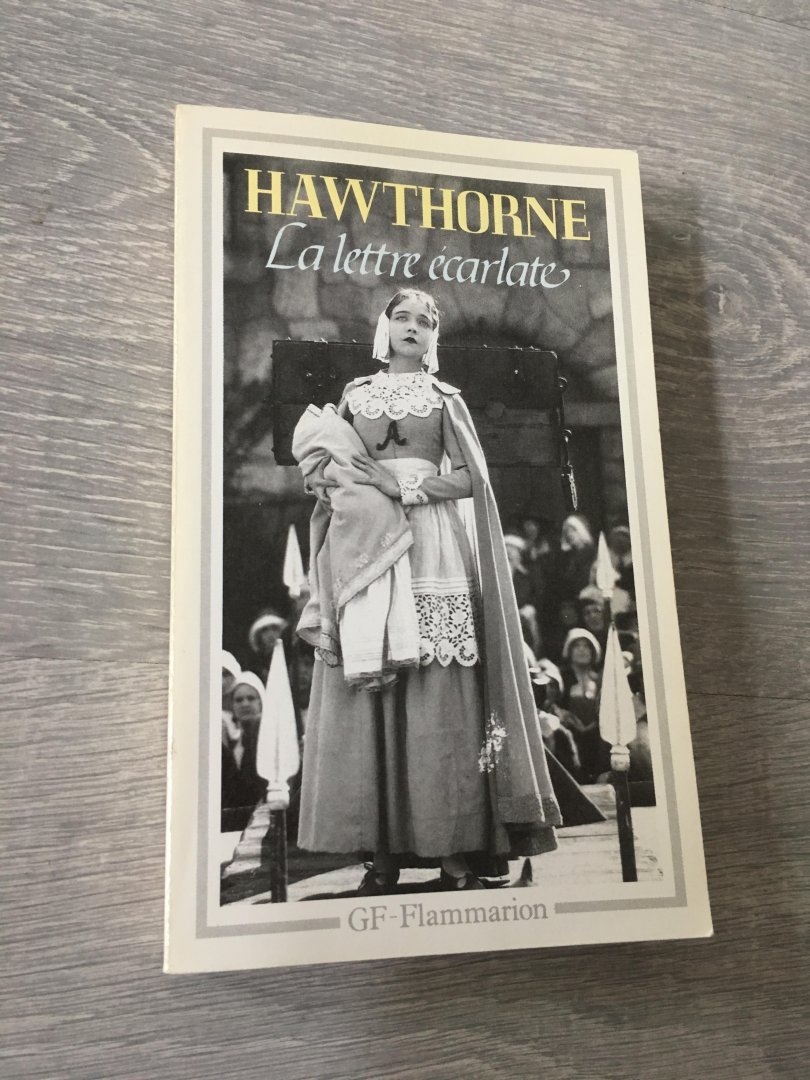 HAWTHORNE
La lettre écarlate
A
GF-Flammarion